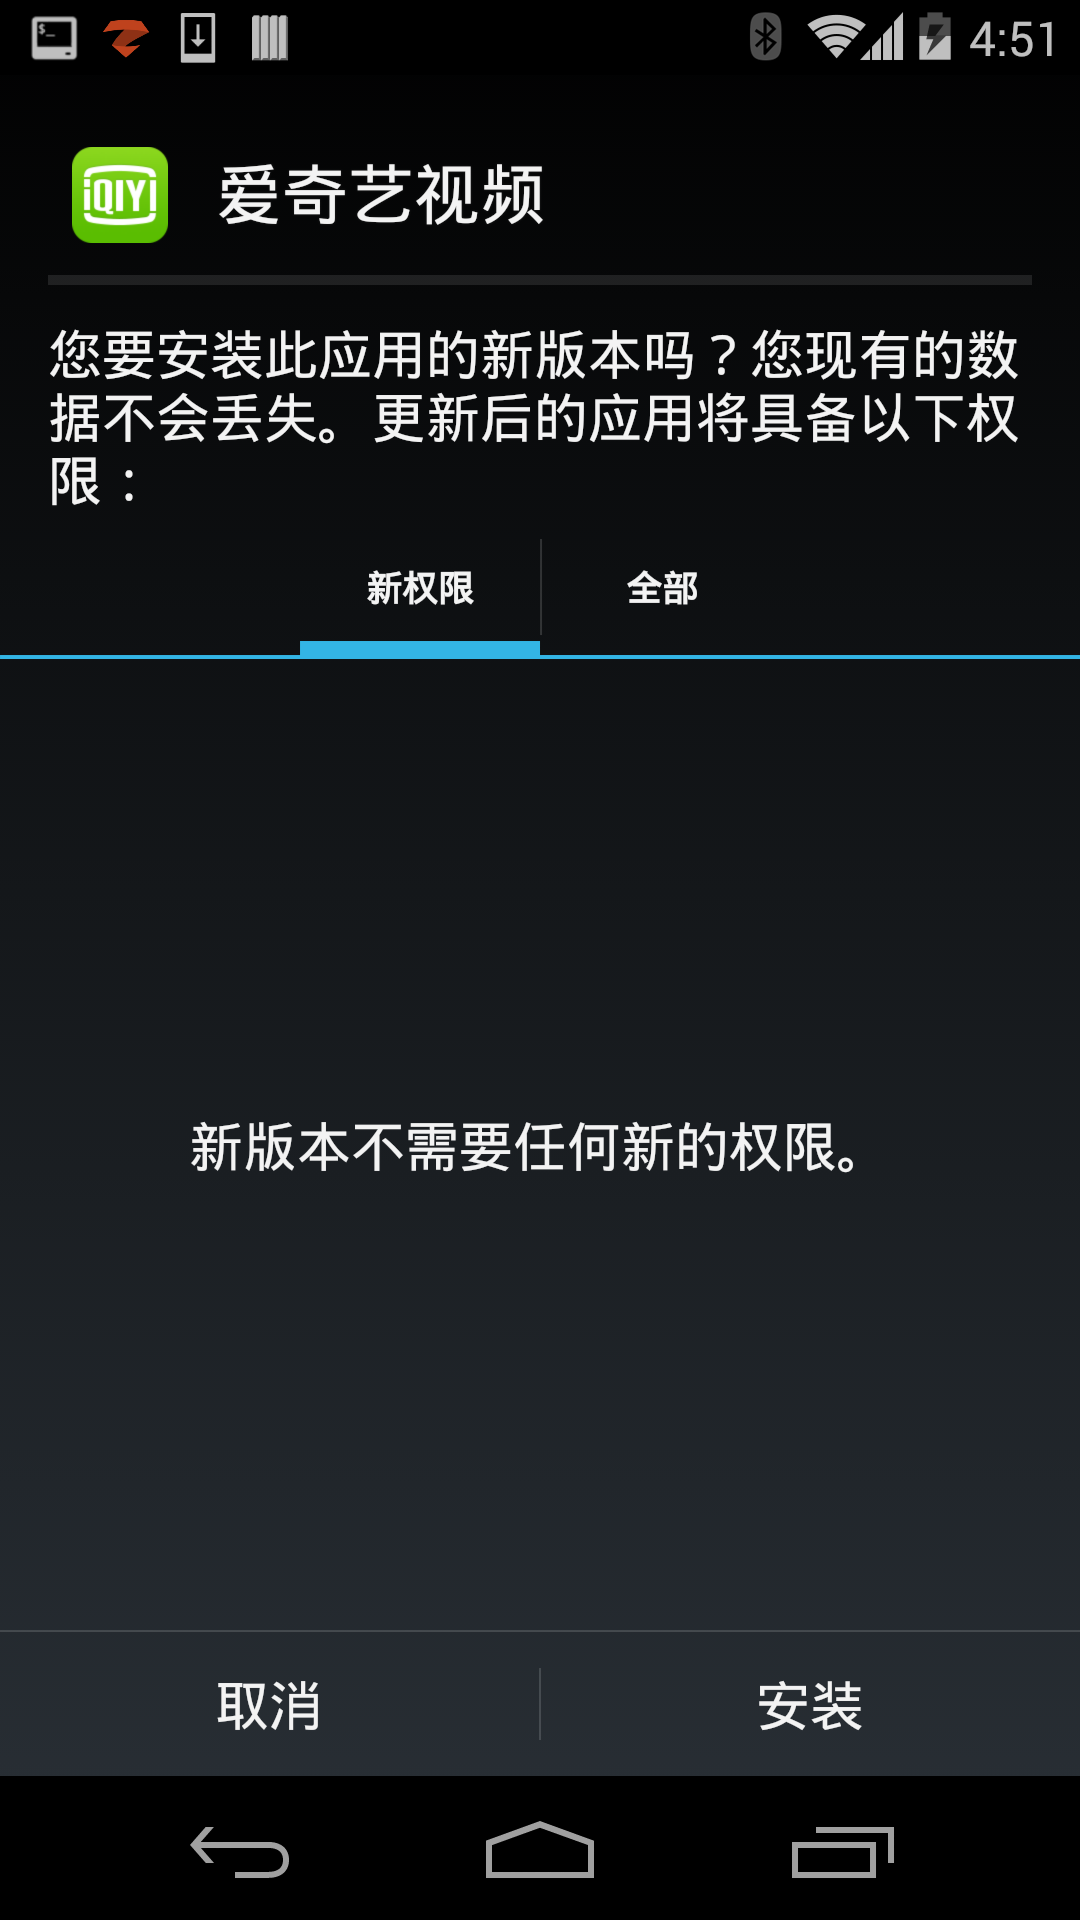 4:51
iQIYI
爱奇艺视频
您要安装此应用的新版本吗？您现有的数
据不会丢失。更新后的应用将具备以下权
限：
新权限
全部
新版本不需要任何新的权限。
取消
安装